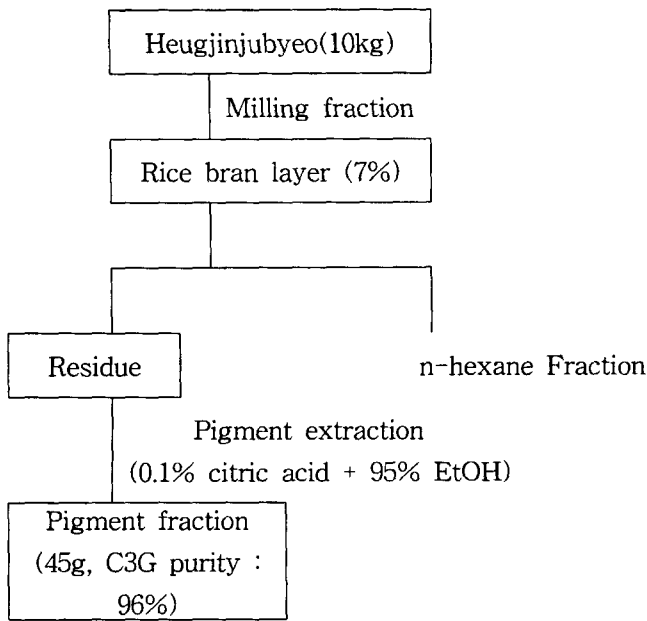 Heugjinjubyeo(10kg)
Milling fraction
Rice bran layer (7%)
Residue
n-hexane Fraction
Pigment extraction
(0.1% citric acid + 95% EtOH)
Pigment fraction
(45g, C3G purity :
96%)